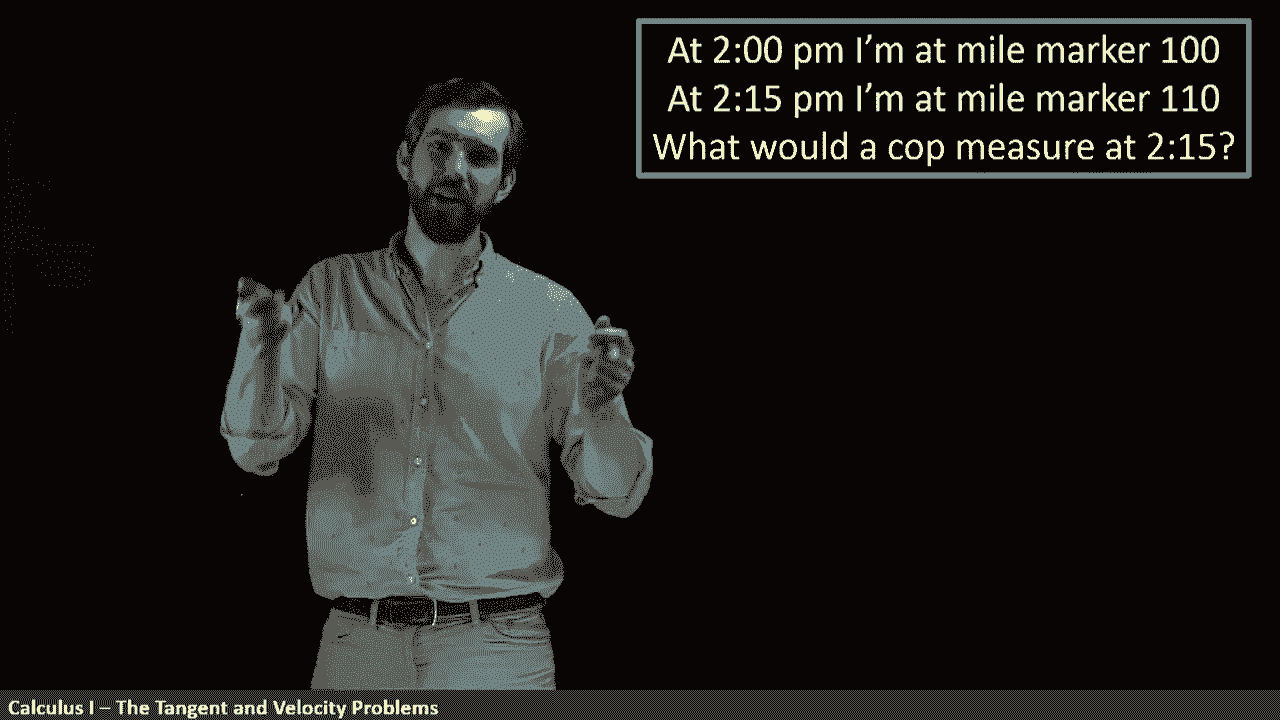 At 2:00 pm I’m at mile marker 100
At 2:15 pm I’m at mile marker 110
What would a cop measure at 2:15?
Calculus I – The Tangent and Velocity Problems